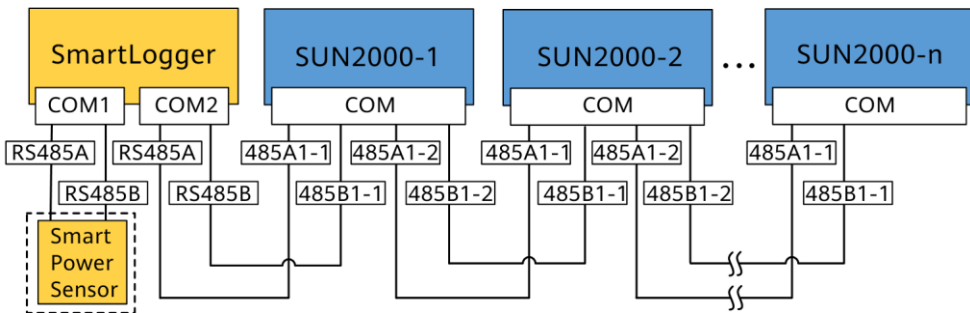 SmartLogger
SUN2000-1
SUN2000-2
...
SUN2000-n
COM1
COM2
COM
COM
COM
RS485A
RS485A
485A1-1
485A1-2
485A1-1
485A1-2
485A1-1
RS485B
RS485B
485B1-1
485B1-2
485B1-1
485B1-2
485B1-1
Smart
Power
Sensor